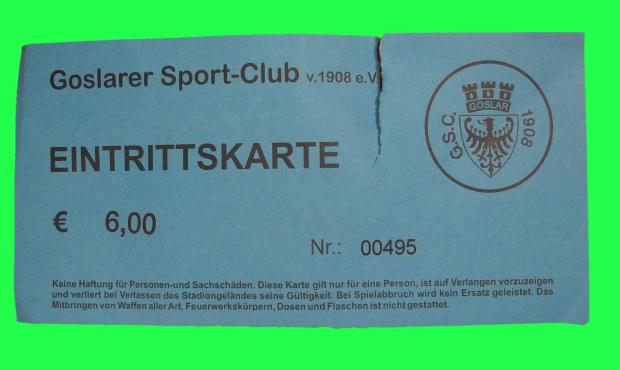 Goslarer Sport-Club v.1908 e.V
GOSLAR
G.S.C. 1908
EINTRITTSKARTE
€ 6,00
Nr.: 00495
Keine Haftung für Personen-und Sachschäden. Diese Karte gilt nur für eine Person, ist auf Verlangen vorzuzeigen
und verliert bei Verlassen des Stadiongeländes seine Gültigkeit. Bei Spielabbruch wird kein Ersatz geleistet. Das
Mitbringen von Waffen aller Art, Feuerwerkskörpern, Dosen und Flaschen ist nicht gestattet.